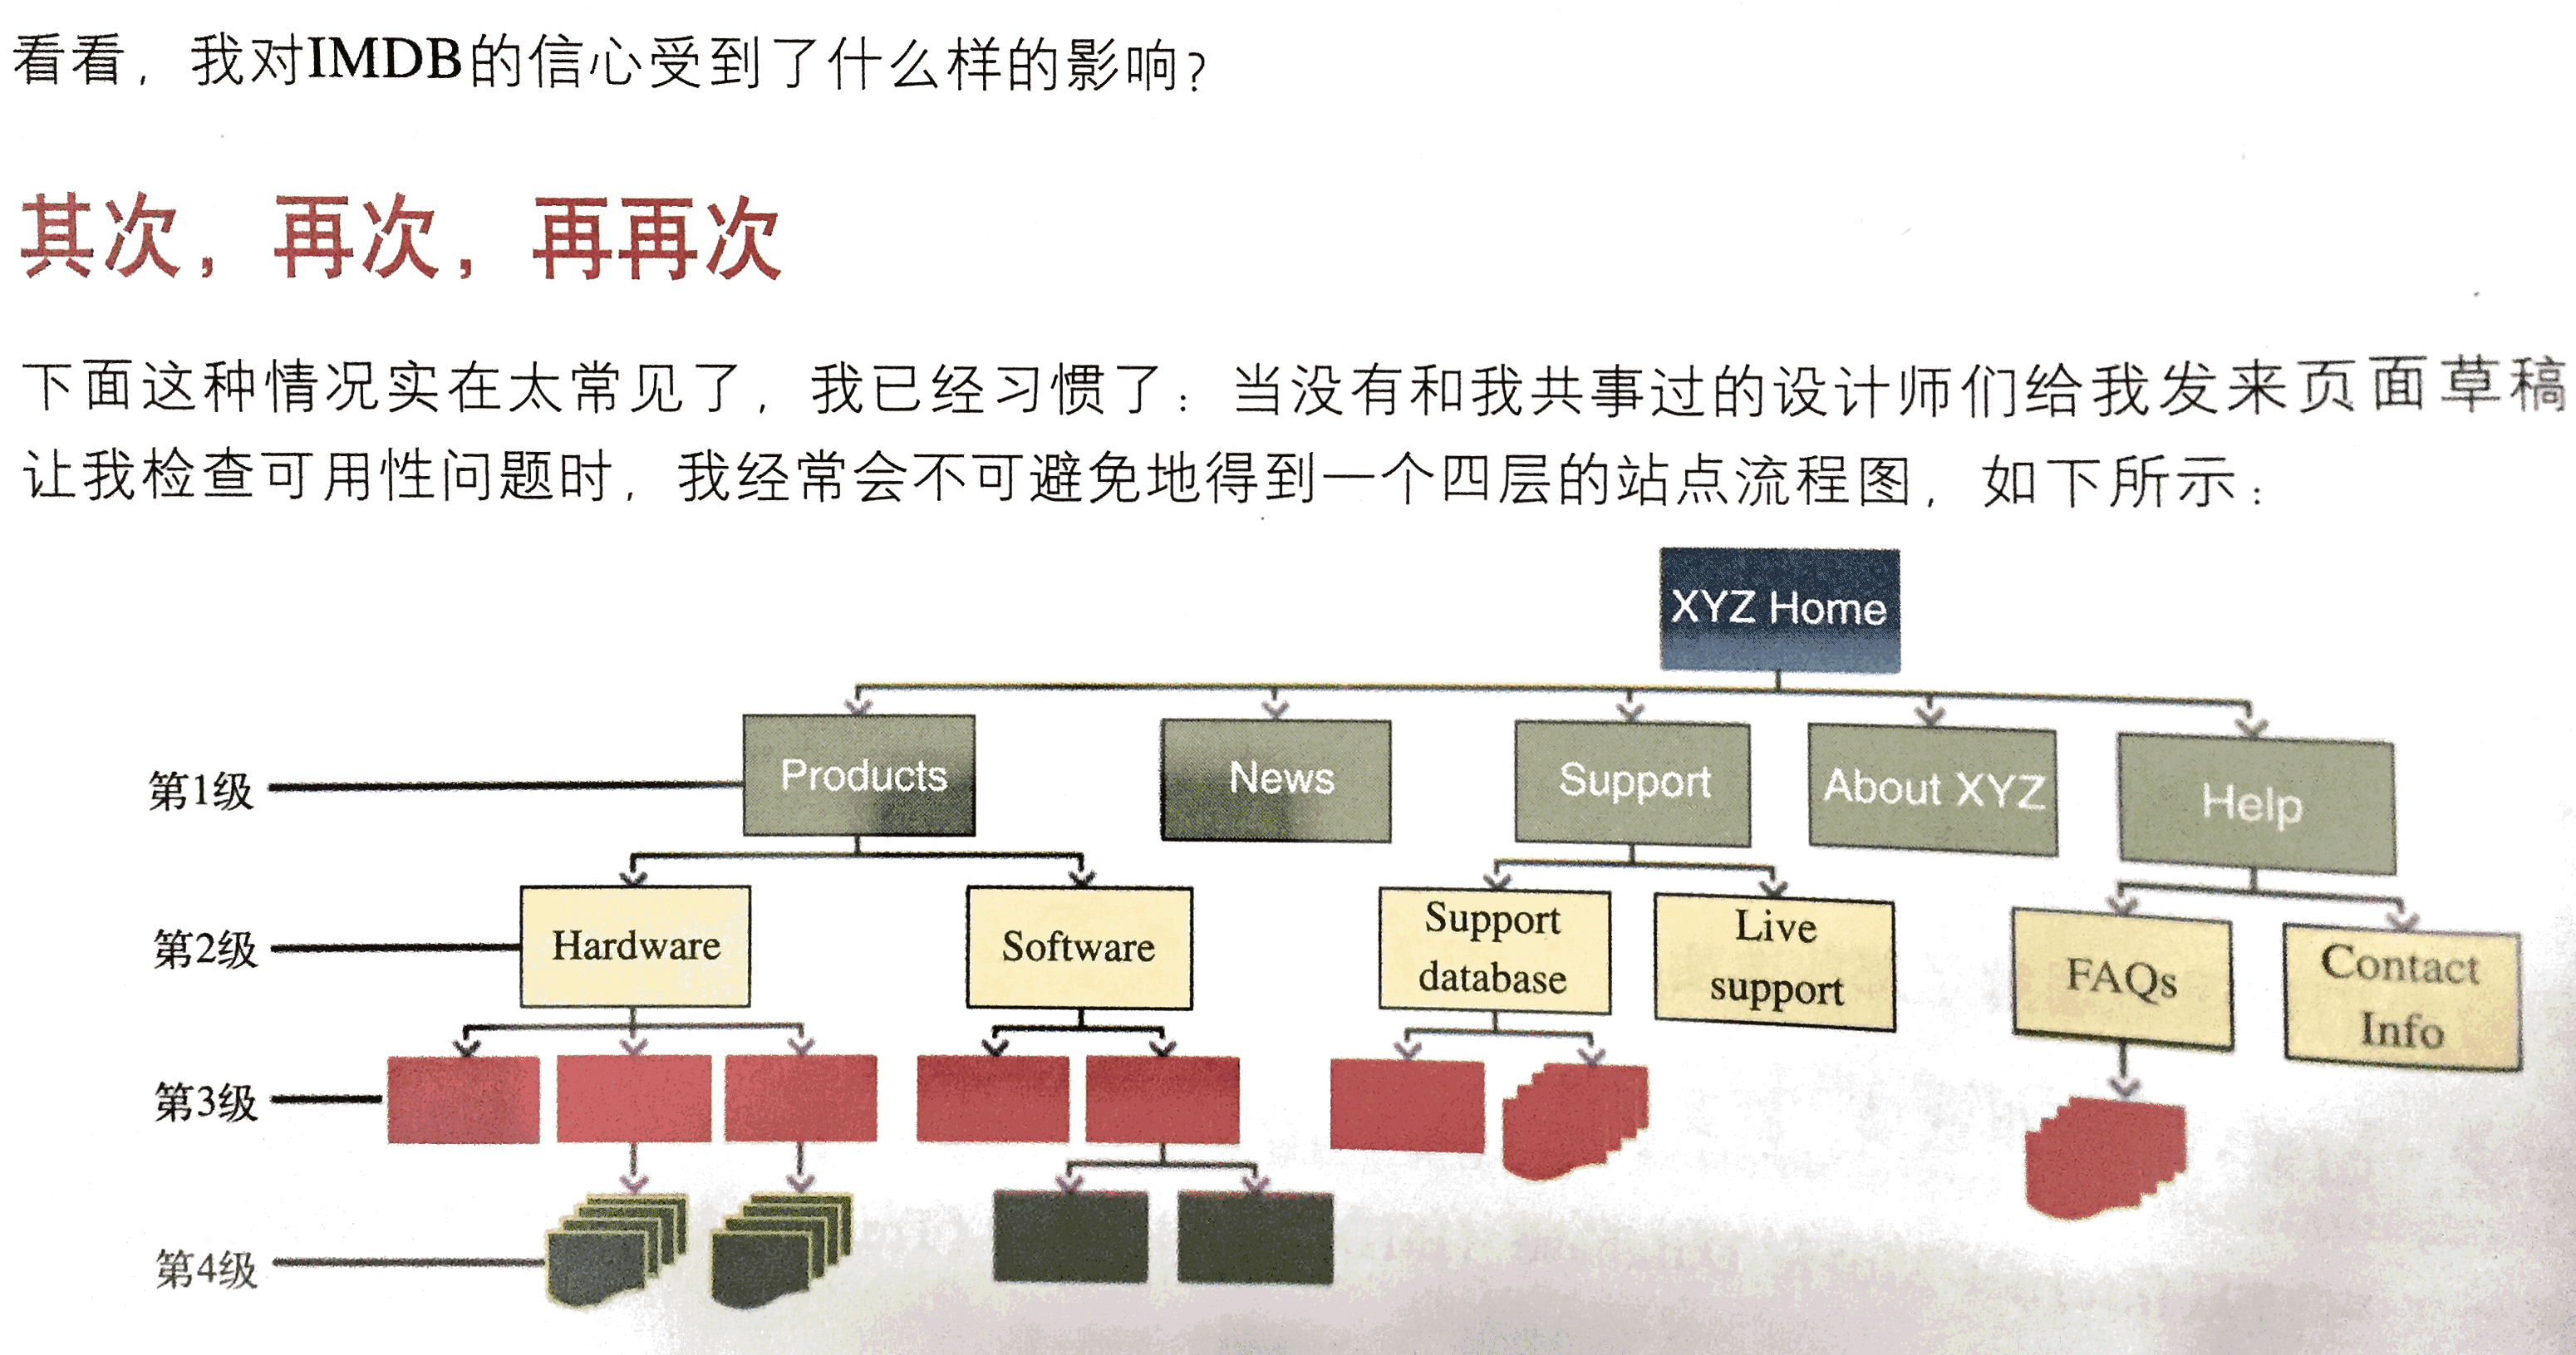 看看，我对IMDB的信心受到了什么样的影响？
其次，再次，再再次
下面这种情况实在太常见了，我已经习惯了：当没有和我共事过的设计师们给我发来页面草稿
让我检查可用性问题时，我经常会不可避免地得到一个四层的站点流程图，如下所示：
XYZ Home
第1级
Products
News
Support
About XYZ
Help
第2级
Hardware
Software
Support
database
Live
support
FAQs
Contact
Info
第3级
第4级